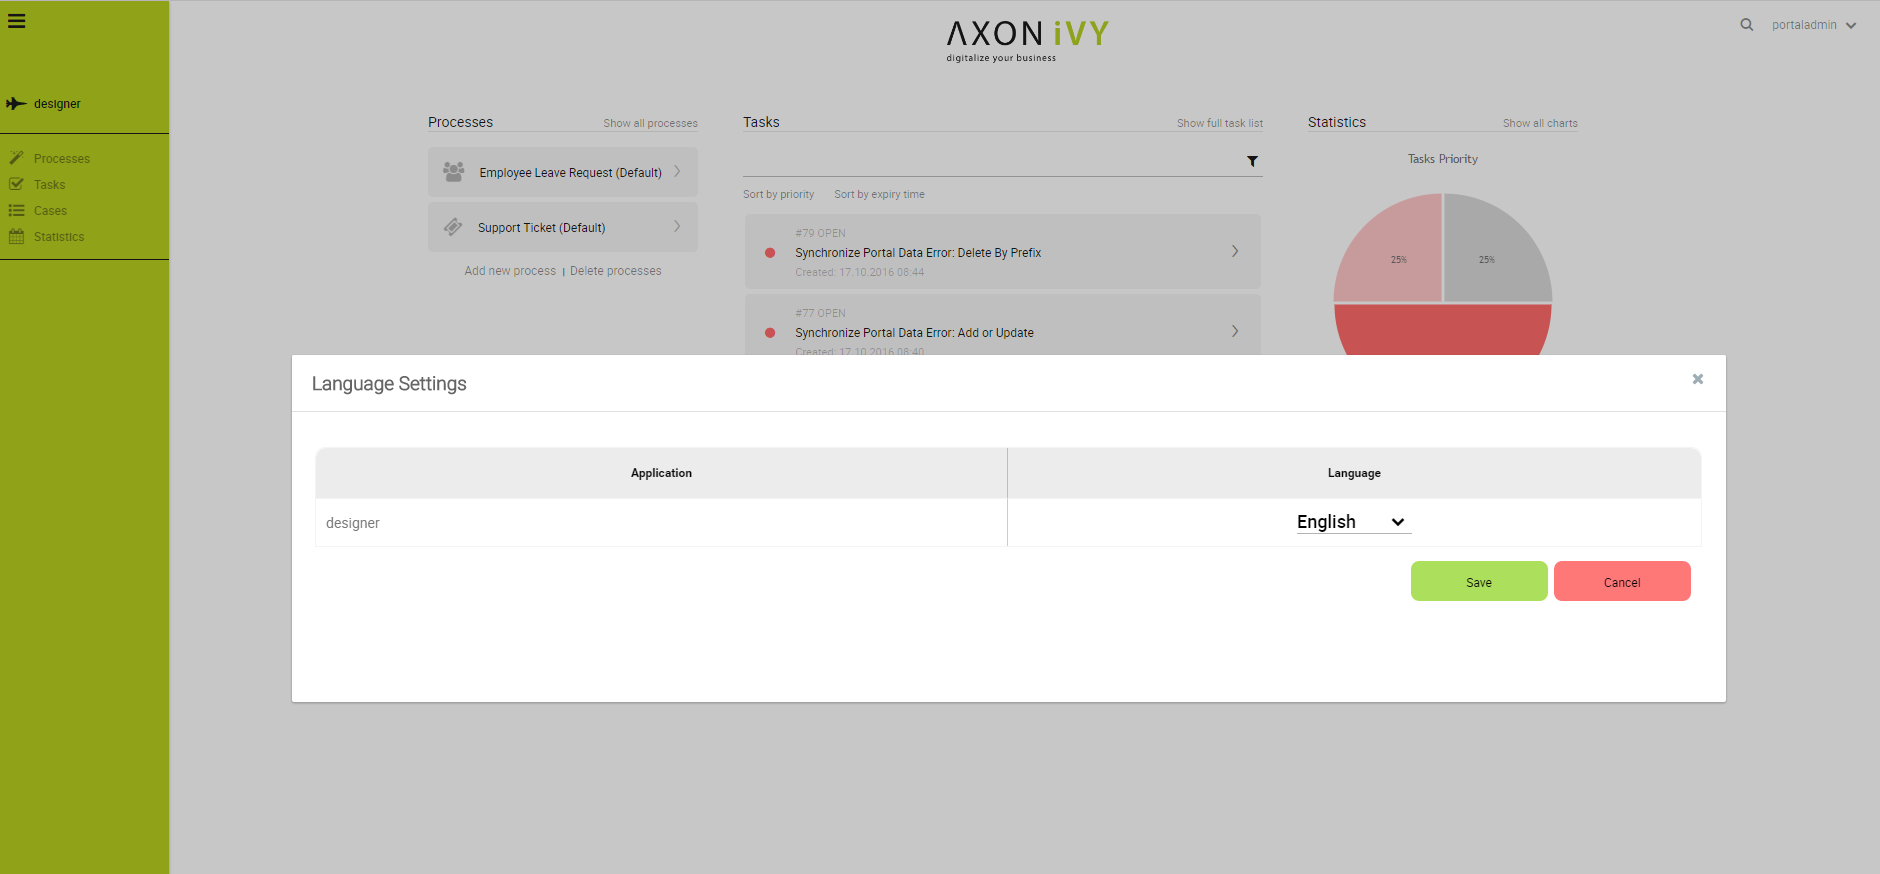 AXON iVY
digitalize your business
portaladmin
designer
Processes
Tasks
Cases
Statistics
Processes
Show all processes
Employee Leave Request (Default)
Support Ticket (Default)
Add new process | Delete processes
Tasks
Show full task list
Sort by priority
Sort by expiry time
#79 OPEN
Synchronize Portal Data Error: Delete By Prefix
Created: 17.10.2016 08:44
#77 OPEN
Synchronize Portal Data Error: Add or Update
Created: 17.10.2016 08:40
Statistics
Show all charts
Tasks Priority
25%
25%
Language Settings
Application
Language
designer
English
Save
Cancel